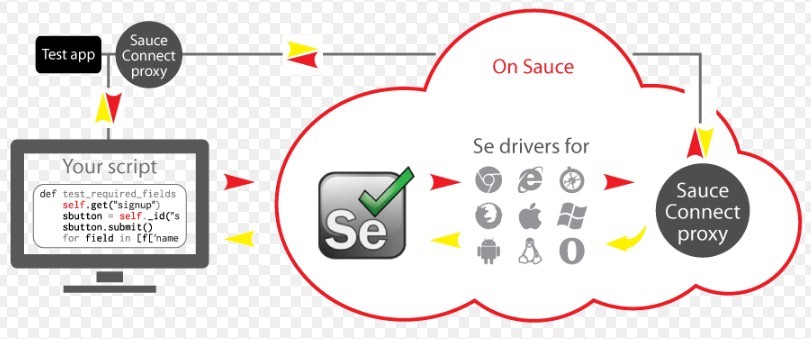 Test app
Sauce
Connect
proxy
On Sauce
Your script
def test_required_fields
self.get("signup")
sbutton = self._id("s
sbutton.submit()
for field in [f['name
Se
Se drivers for
Sauce
Connect
proxy